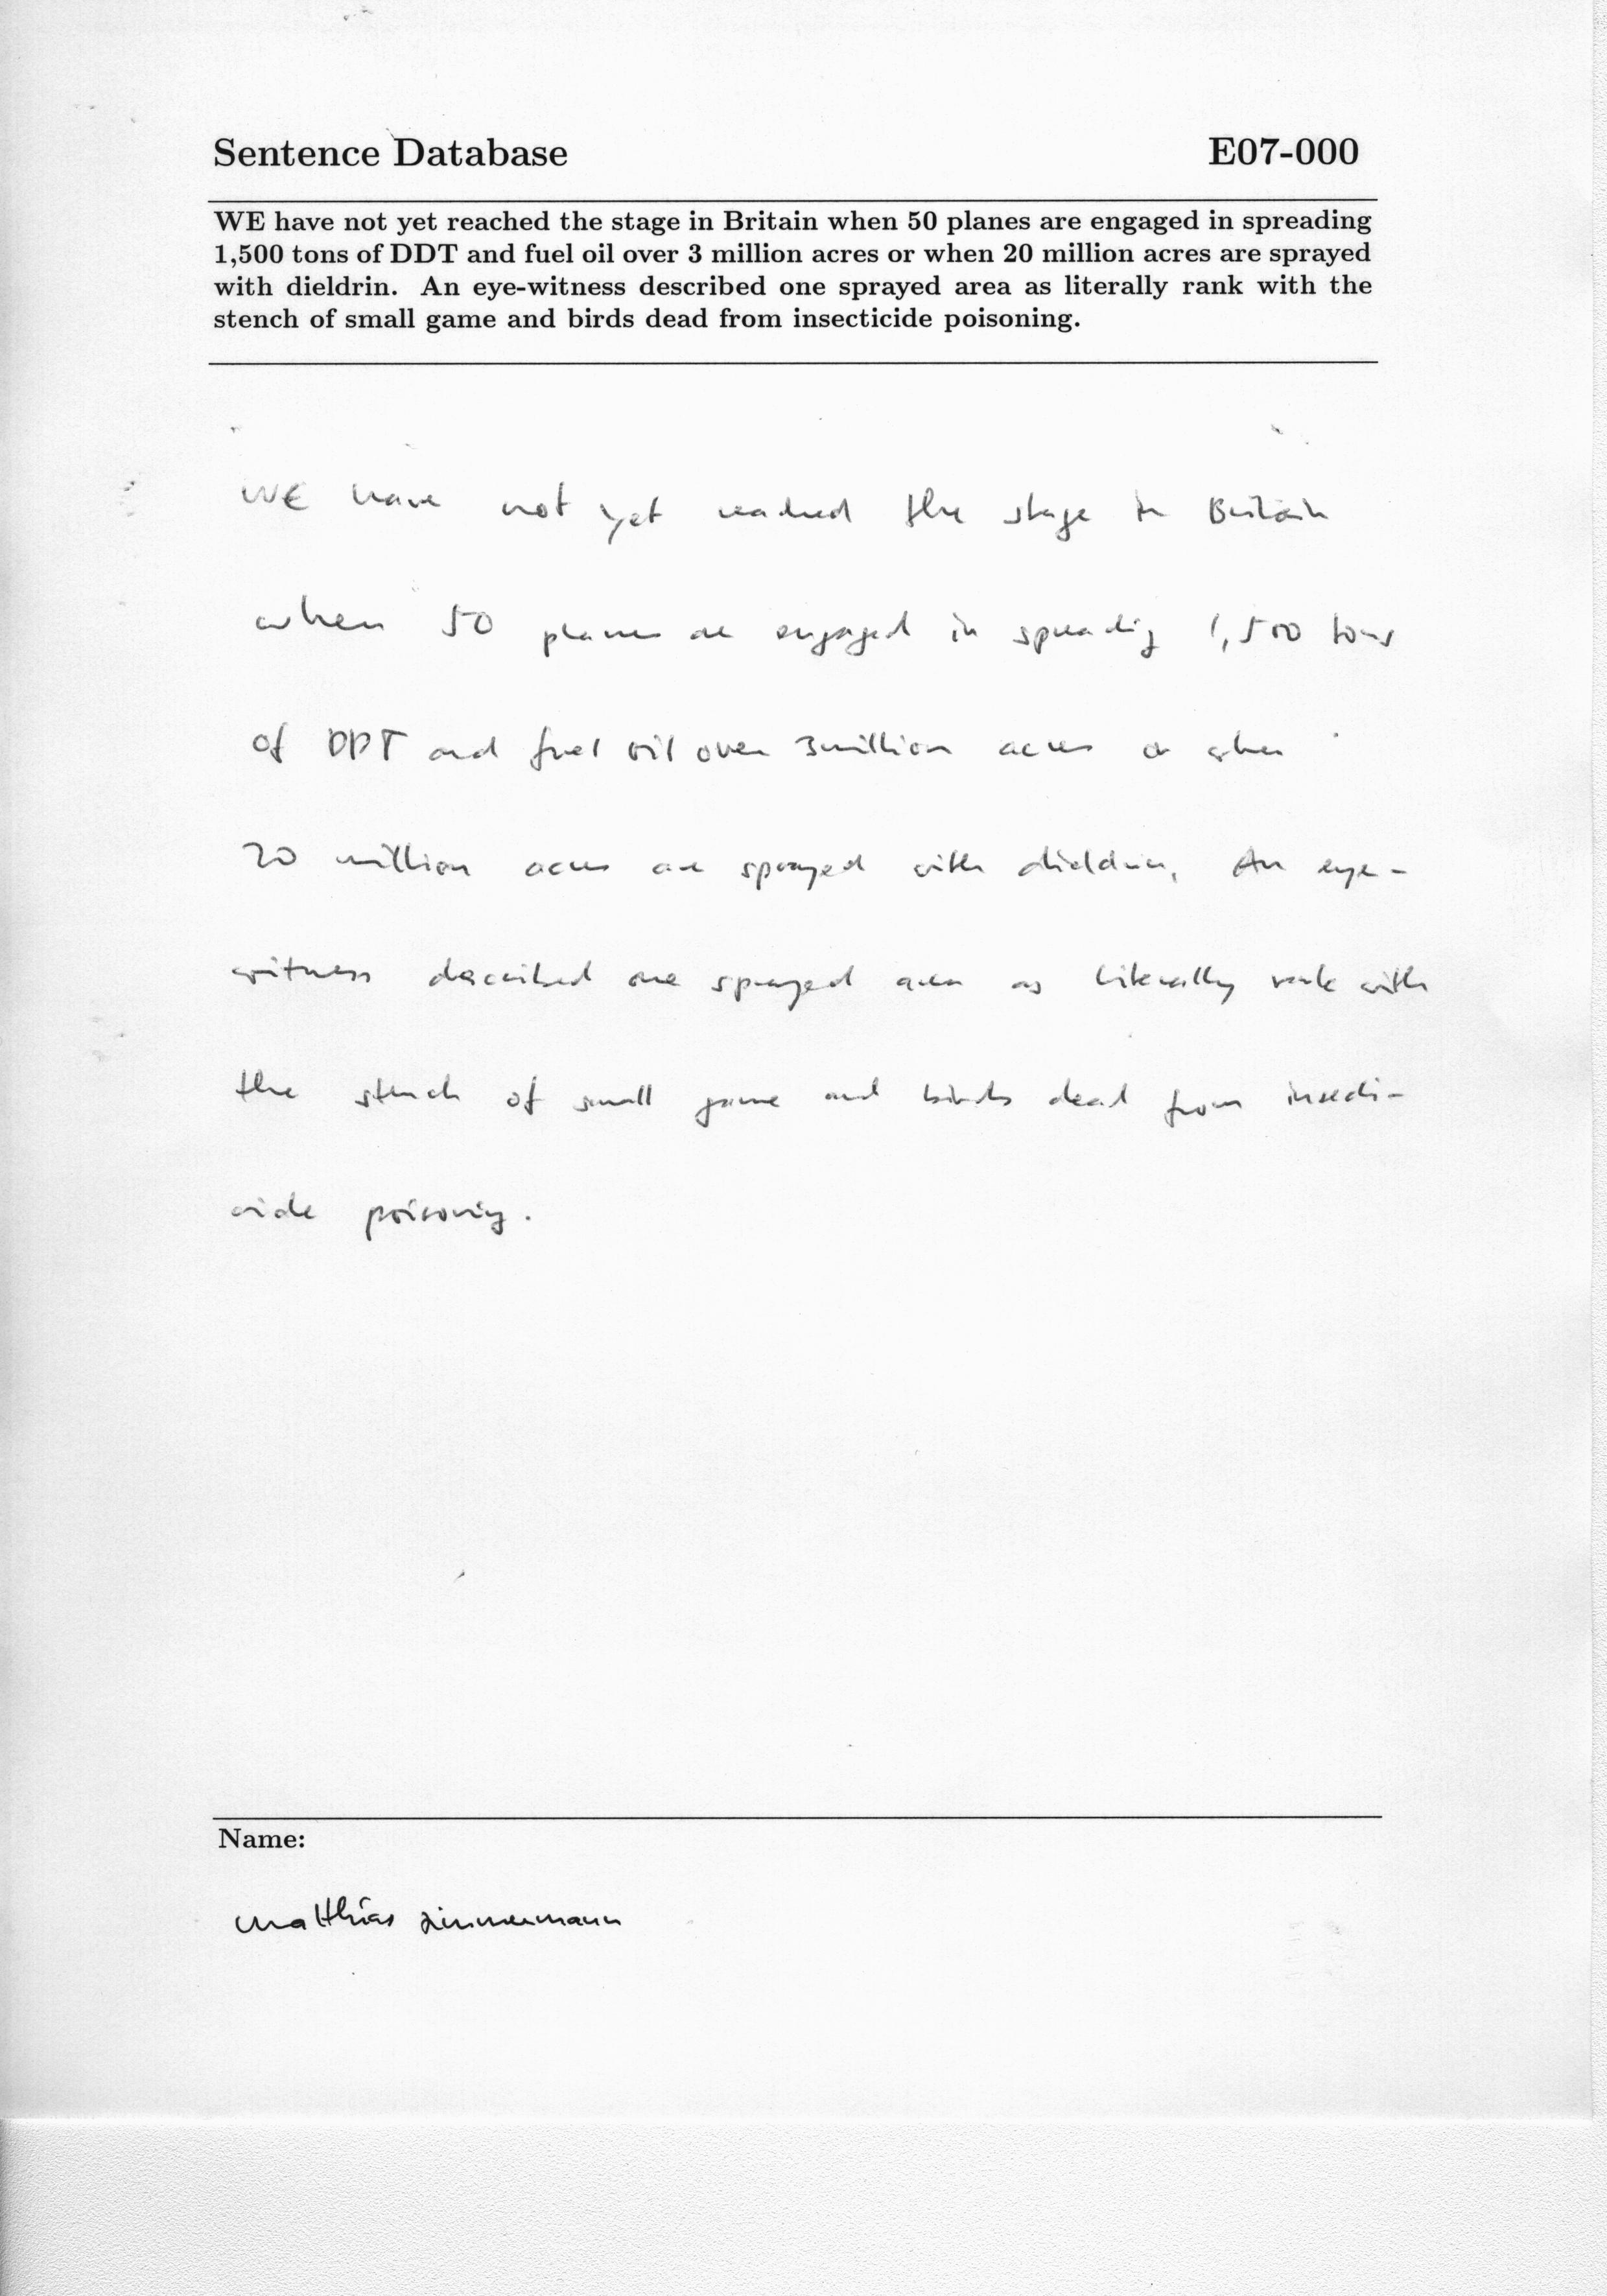 Sentence Database E07-000
WE have not yet reached the stage in Britain when 50 planes are engaged in spreading
1,500 tons of DDT and fuel oil over 3 million acres or when 20 million acres are sprayed
with dieldrin. An eye-witness described one sprayed area as literally rank with the
stench of small game and birds dead from insecticide poisoning.
WE have not yet reached the stage in Britain
when 50 planes are engaged in spreading 1,500 tons
of DDT and fuel oil over 3 million acres or when
20 million acres are sprayed with dieldrin. An eye-
witness described one sprayed area as literally rank with
the stench of small game and birds dead from insecti-
cide poisoning.
Name:
Matthias Zimmermann